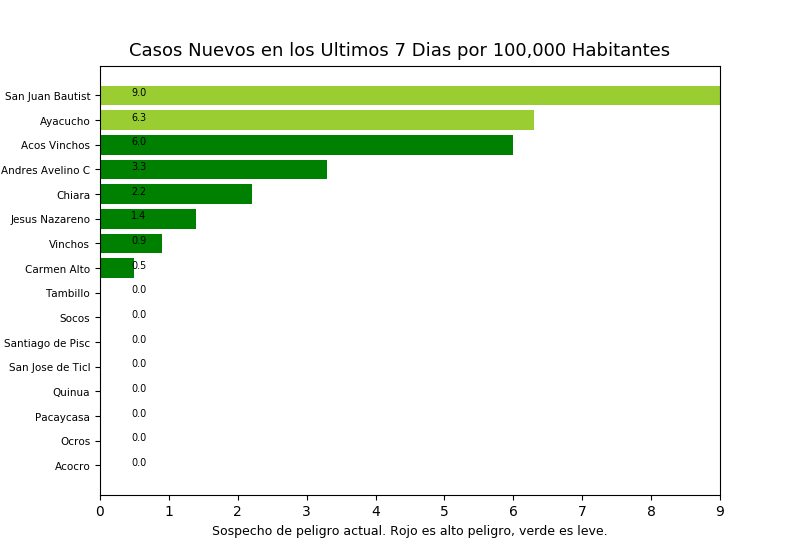 Casos Nuevos en los Ultimos 7 Dias por 100,000 Habitantes
San Juan Bautist 9.0
Ayacucho 6.3
Acos Vinchos 6.0
Andres Avelino C 3.3
Chiara 2.2
Jesus Nazareno 1.4
Vinchos 0.9
Carmen Alto 0.5
Tambillo 0.0
Socos 0.0
Santiago de Pisc 0.0
San Jose de Ticl 0.0
Quinua 0.0
Pacaycasa 0.0
Ocros 0.0
Acocro 0.0
0 1 2 3 4 5 6 7 8 9
Sospecho de peligro actual. Rojo es alto peligro, verde es leve.